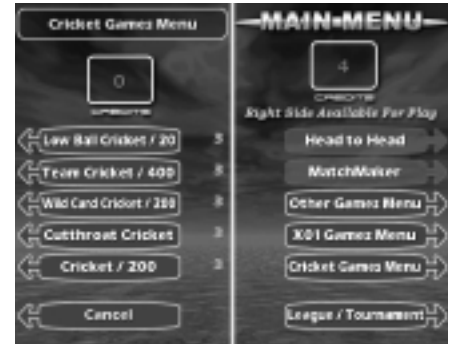 Cricket Games Menu
0
CREDITS
Low Ball Cricket / 20 3
Team Cricket / 400 3
Wild Card Cricket / 200 3
Cutthroat Cricket 3
Cricket / 200 3
Cancel
MAIN-MENU
4
CREDITS
Right Side Available For Play
Head to Head
MatchMaker
Other Games Menu
X01 Games Menu
Cricket Games Menu
League / Tournament